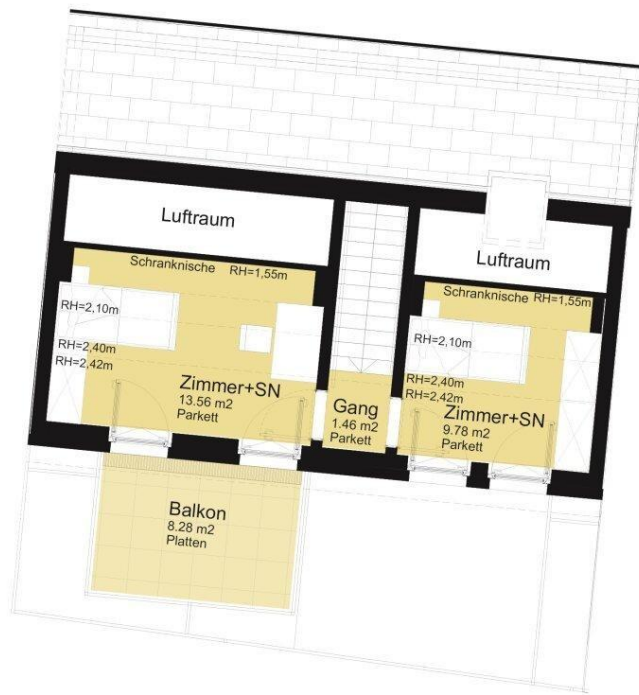 Luftraum
Schranknische RH=1,55m
RH=2,10m
RH=2,40m
RH=2,42m
Zimmer+SN
13.56 m2
Parkett
Gang
1.46 m2
Parkett
Luftraum
Schranknische RH=1,55m
RH=2,10m
RH=2,40m
RH=2,42m
Zimmer+SN
9.78 m2
Parkett
Balkon
8.28 m2
Platten